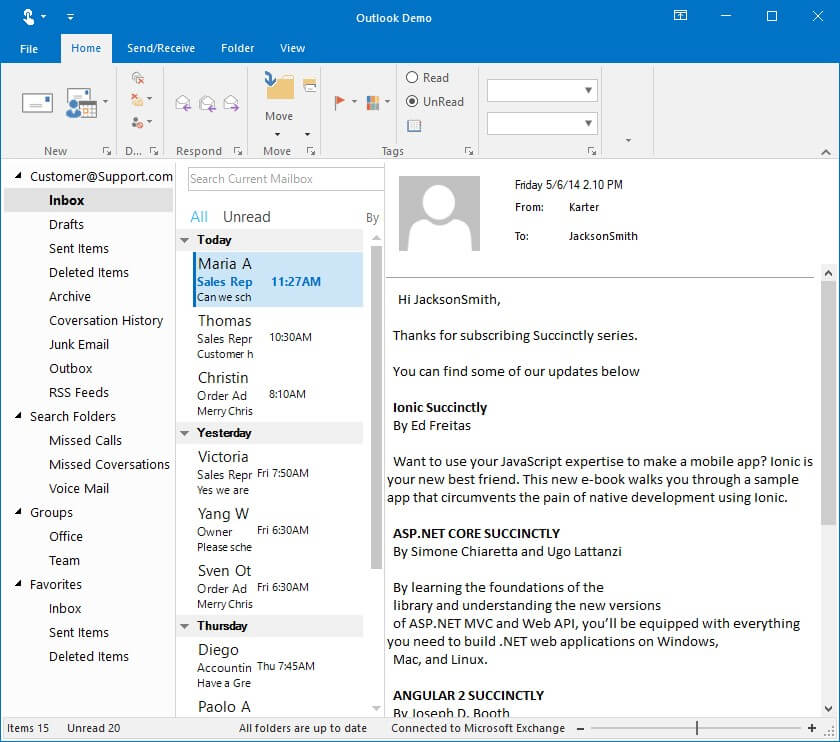 Outlook Demo
File Home Send/Receive Folder View
Read
UnRead
Move
New D... Respond Move Tags
Customer@Support.com
Inbox
Drafts
Sent Items
Deleted Items
Archive
Coversation History
Junk Email
Outbox
RSS Feeds
Search Folders
Missed Calls
Missed Coversations
Voice Mail
Groups
Office
Team
Favorites
Inbox
Sent Items
Deleted Items
Search Current Mailbox
All Unread By
Today
Maria A
Sales Rep 11:27AM
Can we sch
Thomas
Sales Repr 10:30AM
Customer h
Christin
Order Ad 8:10AM
Merry Chris
Yesterday
Victoria
Sales Repr Fri 7:50AM
Yes we are
Yang W
Owner Fri 6:30AM
Please sche
Sven Ot
Order Ad Fri 6:30AM
Merry Chris
Thursday
Diego
Accountin Thu 7:45AM
Have a Gre
Paolo A
Friday 5/6/14 2.10 PM
From: Karter
To: JacksonSmith
Hi JacksonSmith,
Thanks for subscribing Succinctly series.
You can find some of our updates below
Ionic Succinctly
By Ed Freitas
Want to use your JavaScript expertise to make a mobile app? Ionic is
your new best friend. This new e-book walks you through a sample
app that circumvents the pain of native development using Ionic.
ASP.NET CORE SUCCINCTLY
By Simone Chiaretta and Ugo Lattanzi
By learning the foundations of the
library and understanding the new versions
of ASP.NET MVC and Web API, you’ll be equipped with everything
you need to build .NET web applications on Windows,
Mac, and Linux.
ANGULAR 2 SUCCINCTLY
By Joseph D. Booth
Items 15 Unread 20 All folders are up to date Connected to Microsoft Exchange